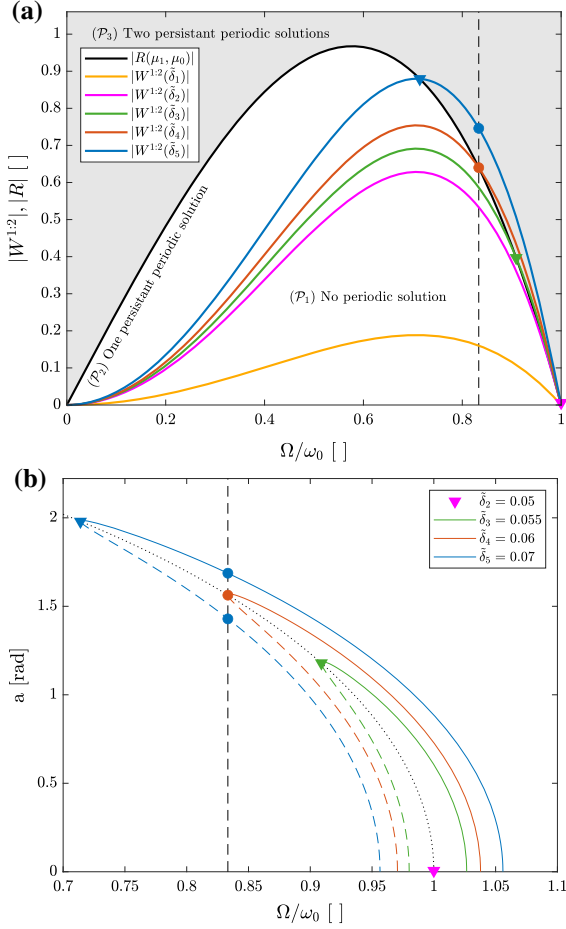 (a)
(𝒫₃) Two persistant periodic solutions
|R(μ₁, μ₀)|
|W¹:²(δ̃₁)|
|W¹:²(δ̃₂)|
|W¹:²(δ̃₃)|
|W¹:²(δ̃₄)|
|W¹:²(δ̃₅)|
(𝒫₂) One persistant periodic solution
(𝒫₁) No periodic solution
|W¹:²|, |R| [ ]
1
0.9
0.8
0.7
0.6
0.5
0.4
0.3
0.2
0.1
0
0 0.2 0.4 0.6 0.8 1
Ω/ω₀ [ ]
(b)
δ̃₂ = 0.05
δ̃₃ = 0.055
δ̃₄ = 0.06
δ̃₅ = 0.07
a [rad]
2
1.5
1
0.5
0
0.7 0.75 0.8 0.85 0.9 0.95 1 1.05 1.1
Ω/ω₀ [ ]